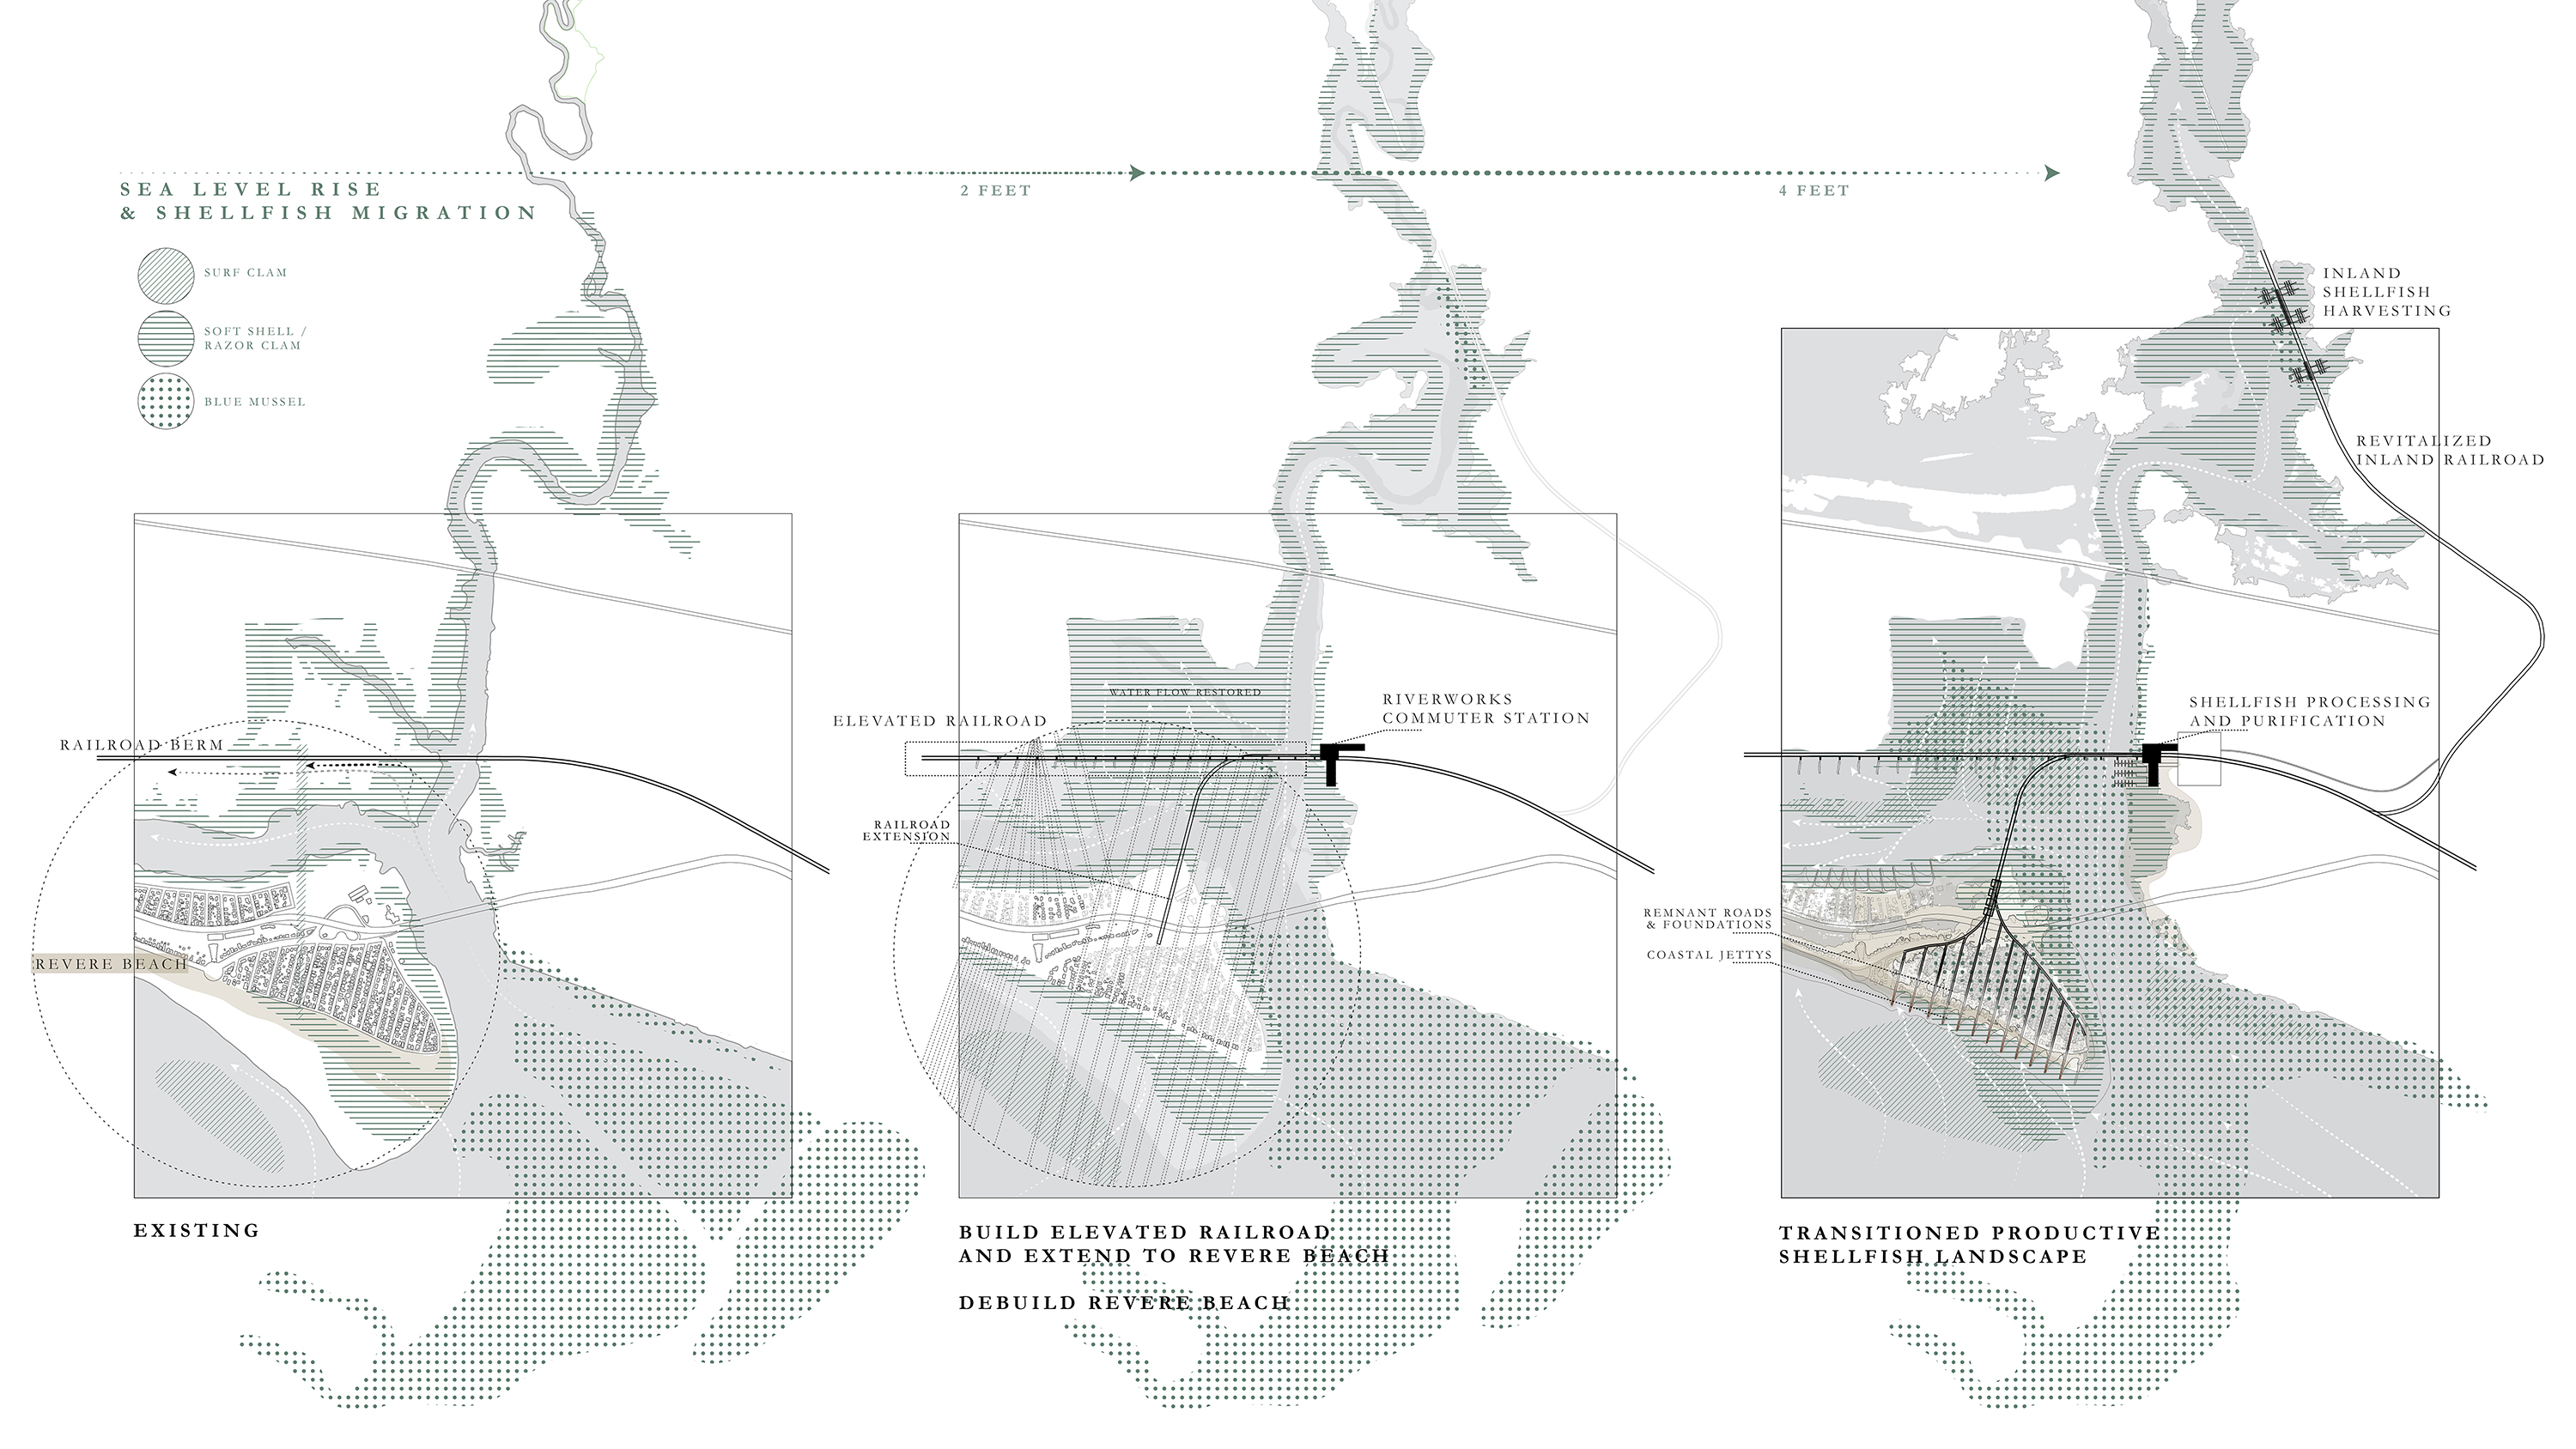 SEA LEVEL RISE
& SHELLFISH MIGRATION
2 FEET
4 FEET
SURF CLAM
SOFT SHELL /
RAZOR CLAM
BLUE MUSSEL
RAILROAD BERM
REVERE BEACH
EXISTING
WATER FLOW RESTORED
ELEVATED RAILROAD
RIVERWORKS
COMMUTER STATION
RAILROAD
EXTENSION
BUILD ELEVATED RAILROAD
AND EXTEND TO REVERE BEACH
DEBUILD REVERE BEACH
INLAND
SHELLFISH
HARVESTING
REVITALIZED
INLAND RAILROAD
SHELLFISH PROCESSING
AND PURIFICATION
REMNANT ROADS
& FOUNDATIONS
COASTAL JETTYS
TRANSITIONED PRODUCTIVE
SHELLFISH LANDSCAPE